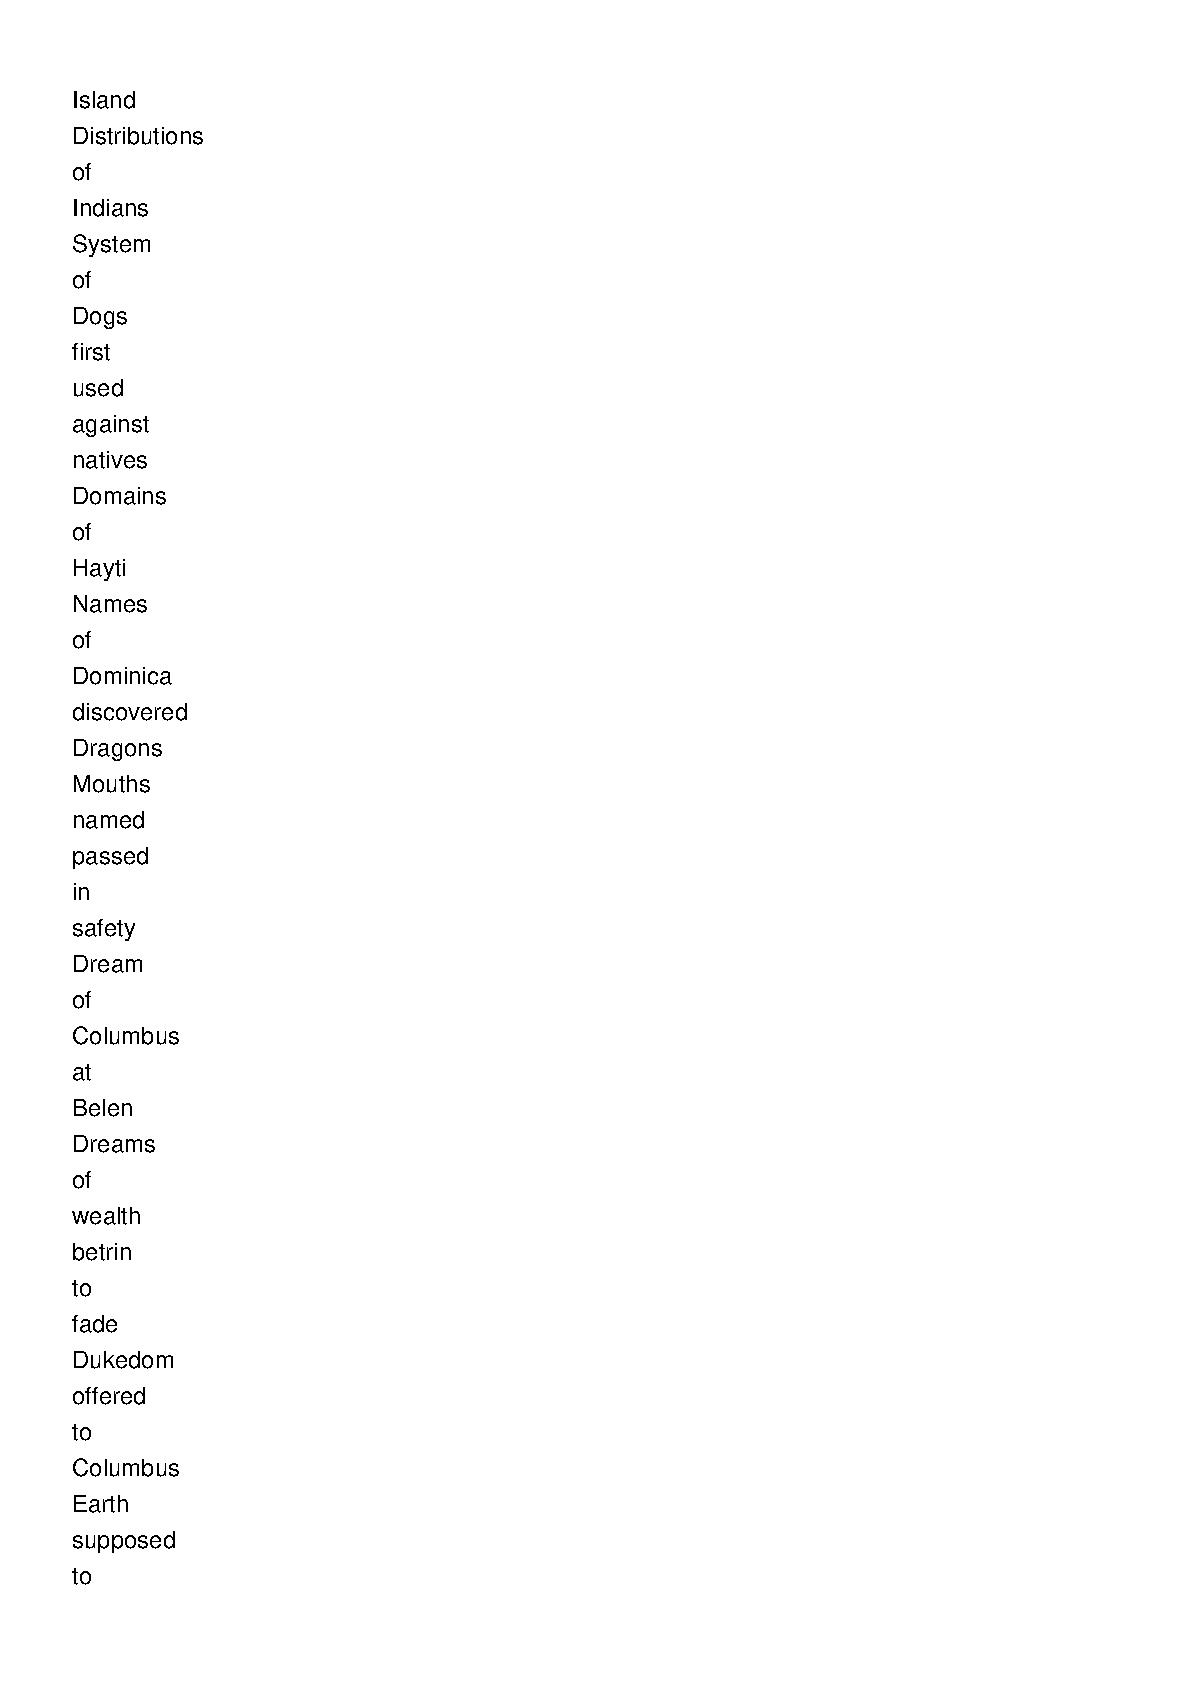 Island
Distributions
of
Indians
System
of
Dogs
first
used
against
natives
Domains
of
Hayti
Names
of
Dominica
discovered
Dragons
Mouths
named
passed
in
safety
Dream
of
Columbus
at
Belen
Dreams
of
wealth
betrin
to
fade
Dukedom
offered
to
Columbus
Earth
supposed
to